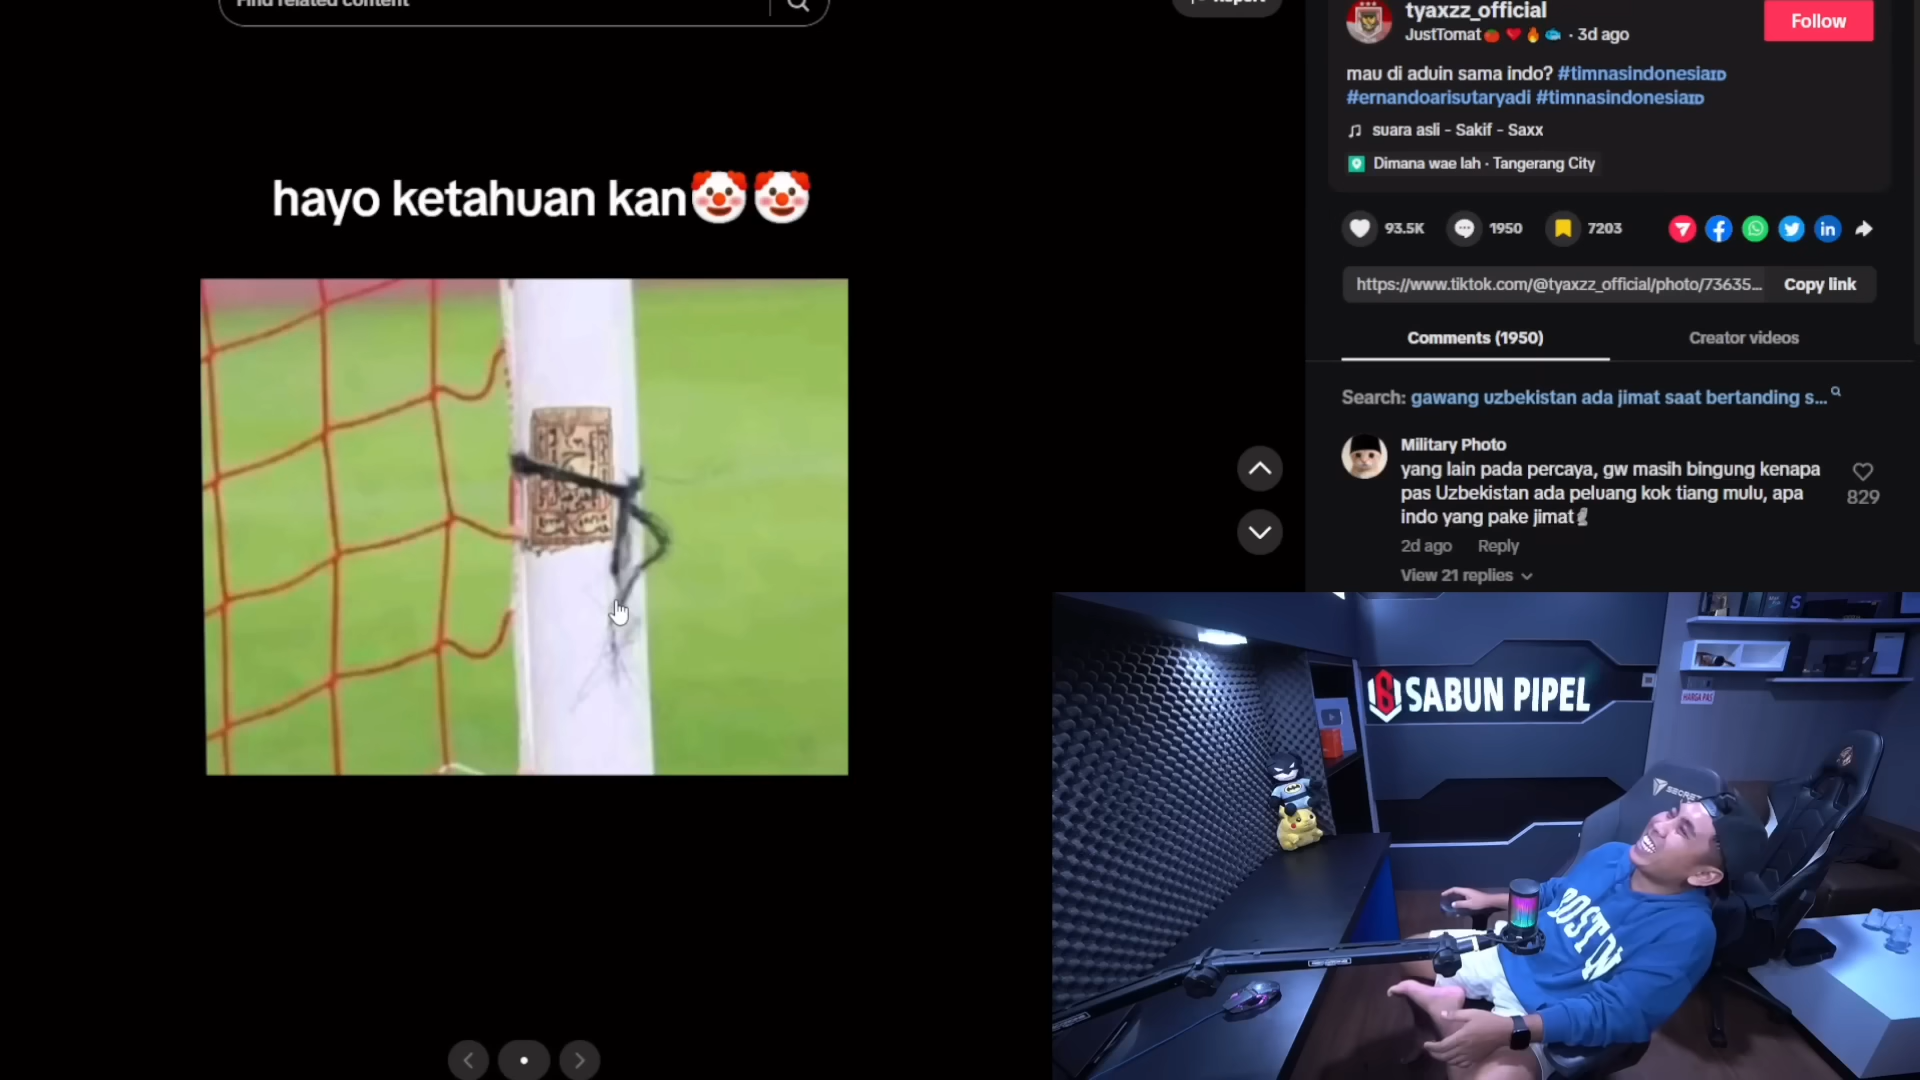 Find related content
Report
hayo ketahuan kan🤡🤡
tyaxzz_official
JustTomat🍅❤️🔥🐟 · 3d ago
Follow
mau di aduin sama indo? #timnasindonesia🇮🇩
#ernandoarisutaryadi #timnasindonesia🇮🇩
suara asli - Sakif - Saxx
Dimana wae lah · Tangerang City
93.5K
1950
7203
https://www.tiktok.com/@tyaxzz_official/photo/73635...
Copy link
Comments (1950)
Creator videos
Search: gawang uzbekistan ada jimat saat bertanding s...
Military Photo
yang lain pada percaya, gw masih bingung kenapa
pas Uzbekistan ada peluang kok tiang mulu, apa
indo yang pake jimat✌
829
2d ago
Reply
View 21 replies
SABUN PIPEL
HARGA PAS
BOSTON